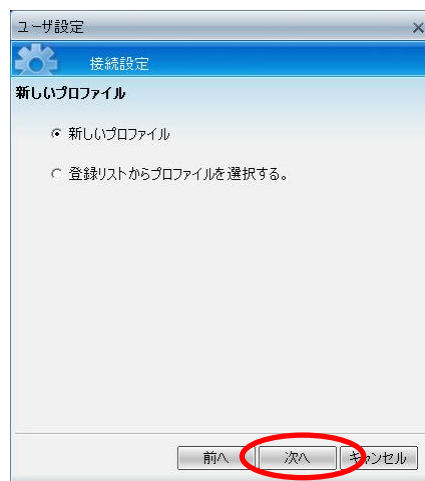 ユーザ設定
接続設定
新しいプロファイル
新しいプロファイル
登録リストからプロファイルを選択する。
前へ 次へ キャンセル